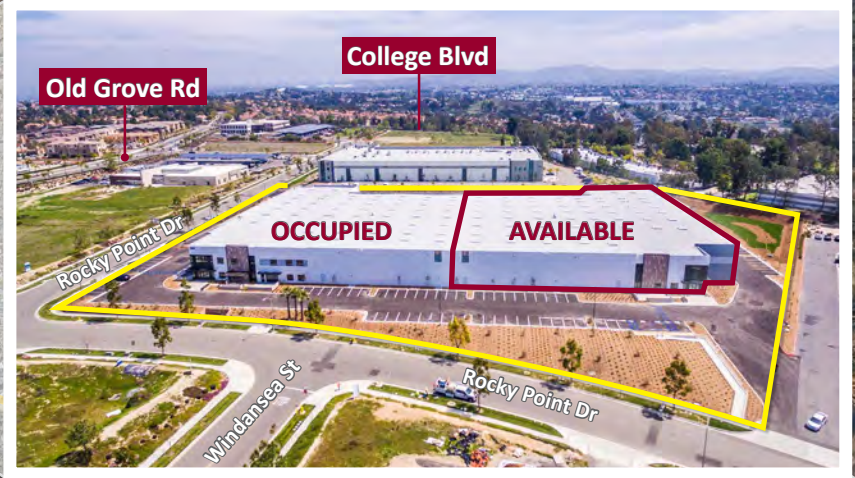 College Blvd
Old Grove Rd
OCCUPIED
AVAILABLE
Rocky Point Dr
Rocky Point Dr
Windansea St